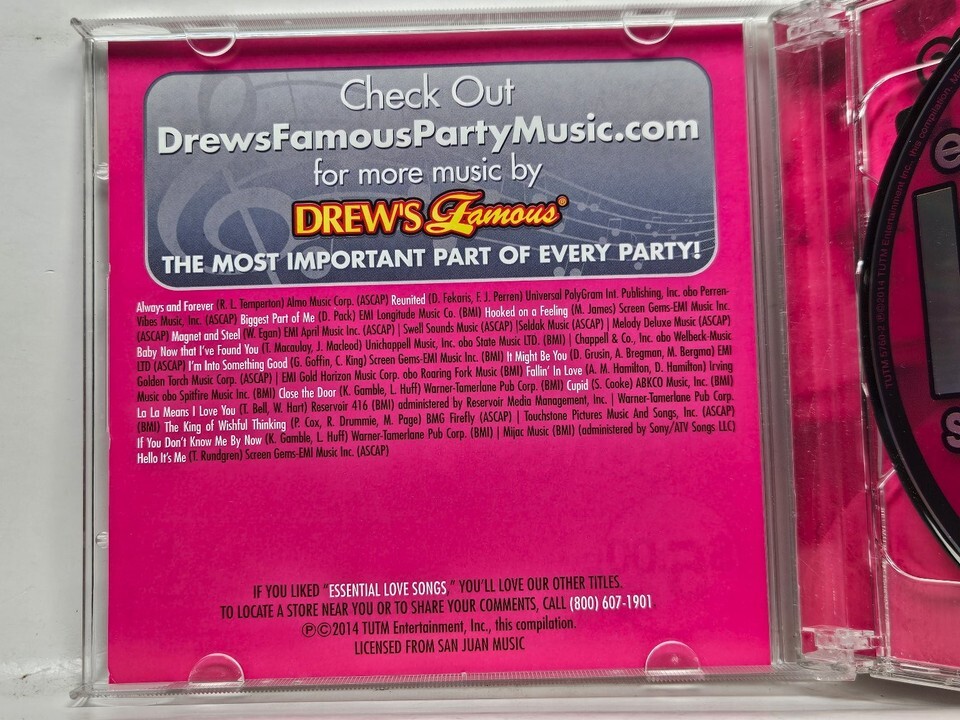 Check Out
DrewsFamousPartyMusic.com
for more music by
DREW'S Famous®
THE MOST IMPORTANT PART OF EVERY PARTY!
Always and Forever (R. L. Temperton) Almo Music Corp. (ASCAP) Reunited (D. Fekaris, F. J. Perren) Universal PolyGram Int. Publishing, Inc. obo Perren-
Vibes Music, Inc. (ASCAP) Biggest Part of Me (D. Pack) EMI Longitude Music Co. (BMI) Hooked on a Feeling (M. James) Screen Gems-EMI Music Inc.
(ASCAP) Magnet and Steel (W. Egan) EMI April Music Inc. (ASCAP) | Swell Sounds Music (ASCAP) |Seldak Music (ASCAP) | Melody Deluxe Music (ASCAP)
Baby Now that I've Found You (T. Macaulay, J. Macleod) Unichappell Music, Inc. obo State Music LTD. (BMI) | Chappell & Co., Inc. obo Welbeck-Music
LTD (ASCAP) I'm Into Something Good (G. Goffin, C. King) Screen Gems-EMI Music Inc. (BMI) It Might Be You (D. Grusin, A. Bregman, M. Bergma) EMI
Golden Torch Music Corp. (ASCAP) | EMI Gold Horizon Music Corp. obo Roaring Fork Music (BMI) Fallin' In Love (A. M. Hamilton, D. Hamilton) Irving
Music obo Spitfire Music Inc. (BMI) Close the Door (K. Gamble, L. Huff) Warner-Tamerlane Pub Corp. (BMI) Cupid (S. Cooke) ABKCO Music, Inc. (BMI)
La La Means I Love You (T. Bell, W. Hart) Reservoir 416 (BMI) administered by Reservoir Media Management, Inc. | Warner-Tamerlane Pub Corp.
(BMI) The King of Wishful Thinking (P. Cox, R. Drummie, M. Page) BMG Firefly (ASCAP) | Touchstone Pictures Music And Songs, Inc. (ASCAP)
If You Don't Know Me By Now (K. Gamble, L. Huff) Warner-Tamerlane Pub Corp. (BMI) | Mijac Music (BMI) (administered by Sony/ATV Songs LLC)
Hello It's Me (T. Rundgren) Screen Gems-EMI Music Inc. (ASCAP)
IF YOU LIKED "ESSENTIAL LOVE SONGS," YOU'LL LOVE OUR OTHER TITLES.
TO LOCATE A STORE NEAR YOU OR TO SHARE YOUR COMMENTS, CALL (800) 607-1901
℗©2014 TUTM Entertainment, Inc., this compilation.
LICENSED FROM SAN JUAN MUSIC
TUTM 5760-2 ℗©2014 TUTM Entertainment Inc., this compilation.